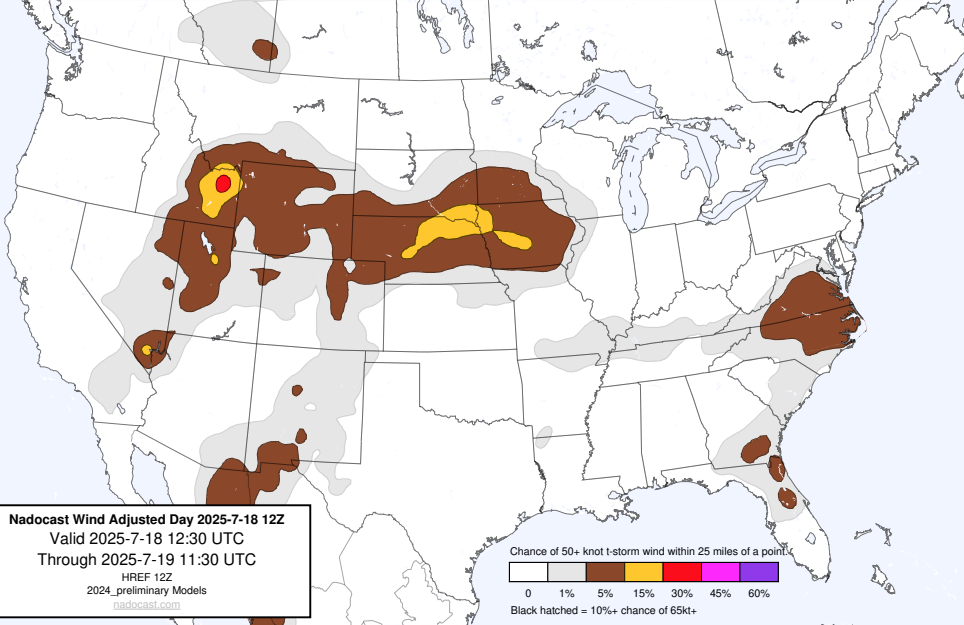 Nadocast Wind Adjusted Day 2025-7-18 12Z
Valid 2025-7-18 12:30 UTC
Through 2025-7-19 11:30 UTC
HREF 12Z
2024_preliminary Models
nadocast.com
Chance of 50+ knot t-storm wind within 25 miles of a point.
0 1% 5% 15% 30% 45% 60%
Black hatched = 10%+ chance of 65kt+